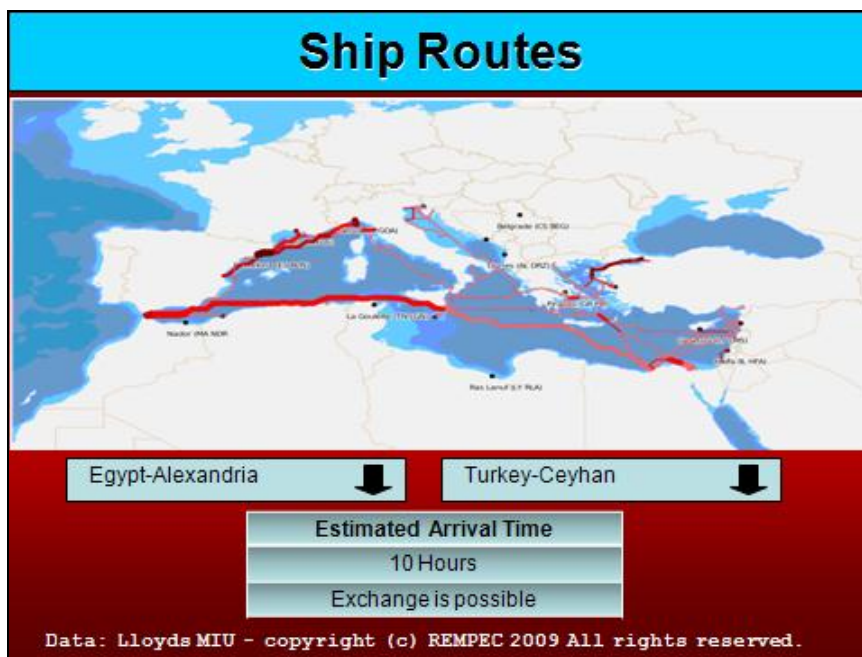 Ship Routes
Belgrade (CS BEG)
Nador (MA NDR
La Goulette (TN
Ras Lanuf (LY RLA)
Egypt-Alexandria
Turkey-Ceyhan
Estimated Arrival Time
10 Hours
Exchange is possible
Data: Lloyds MIU - copyright (c) REMPEC 2009 All rights reserved.